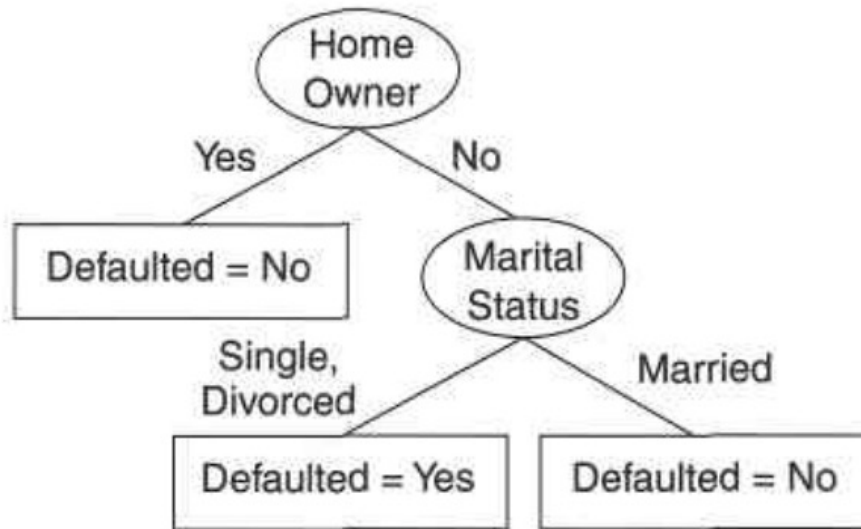 Home
Owner
Yes
No
Defaulted = No
Marital
Status
Single,
Divorced
Married
Defaulted = Yes
Defaulted = No